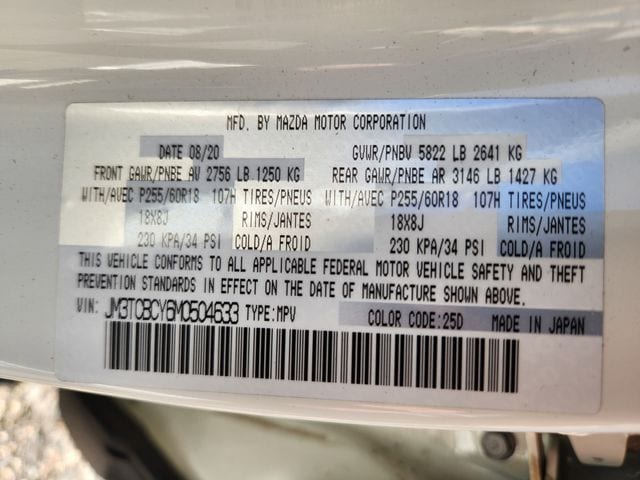 MFD. BY MAZDA MOTOR CORPORATION
DATE 08/20 GVWR/PNBV 5822 LB 2641 KG
FRONT GAWR/PNBE AV 2756 LB 1250 KG REAR GAWR/PNBE AR 3146 LB 1427 KG
WITH/AVEC P255/60R18 107H TIRES/PNEUS WITH/AVEC P255/60R18 107H TIRES/PNEUS
18X8J RIMS/JANTES 18X8J RIMS/JANTES
230 KPA/34 PSI COLD/A FROID 230 KPA/34 PSI COLD/A FROID
THIS VEHICLE CONFORMS TO ALL APPLICABLE FEDERAL MOTOR VEHICLE SAFETY AND THEFT
PREVENTION STANDARDS IN EFFECT ON THE DATE OF MANUFACTURE SHOWN ABOVE.
VIN: JM3TCBCY6M0504633 TYPE:MPV COLOR CODE:25D MADE IN JAPAN